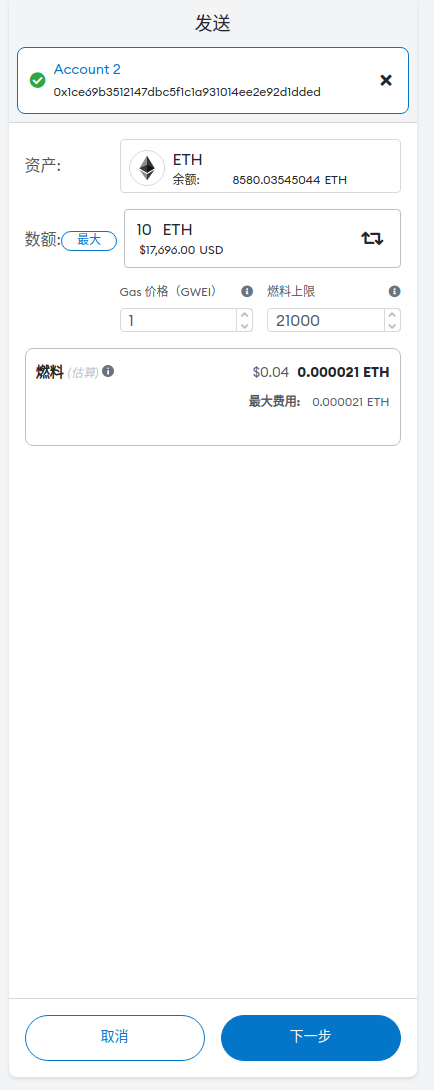 发送
Account 2
0x1ce69b3512147dbc5f1c1a931014ee2e92d1dded
资产:
ETH
余额: 8580.03545044 ETH
数额: 最大
10 ETH
$17,696.00 USD
Gas 价格（GWEI） 燃料上限
1 21000
燃料 (估算) $0.04 0.000021 ETH
最大费用: 0.000021 ETH
取消 下一步